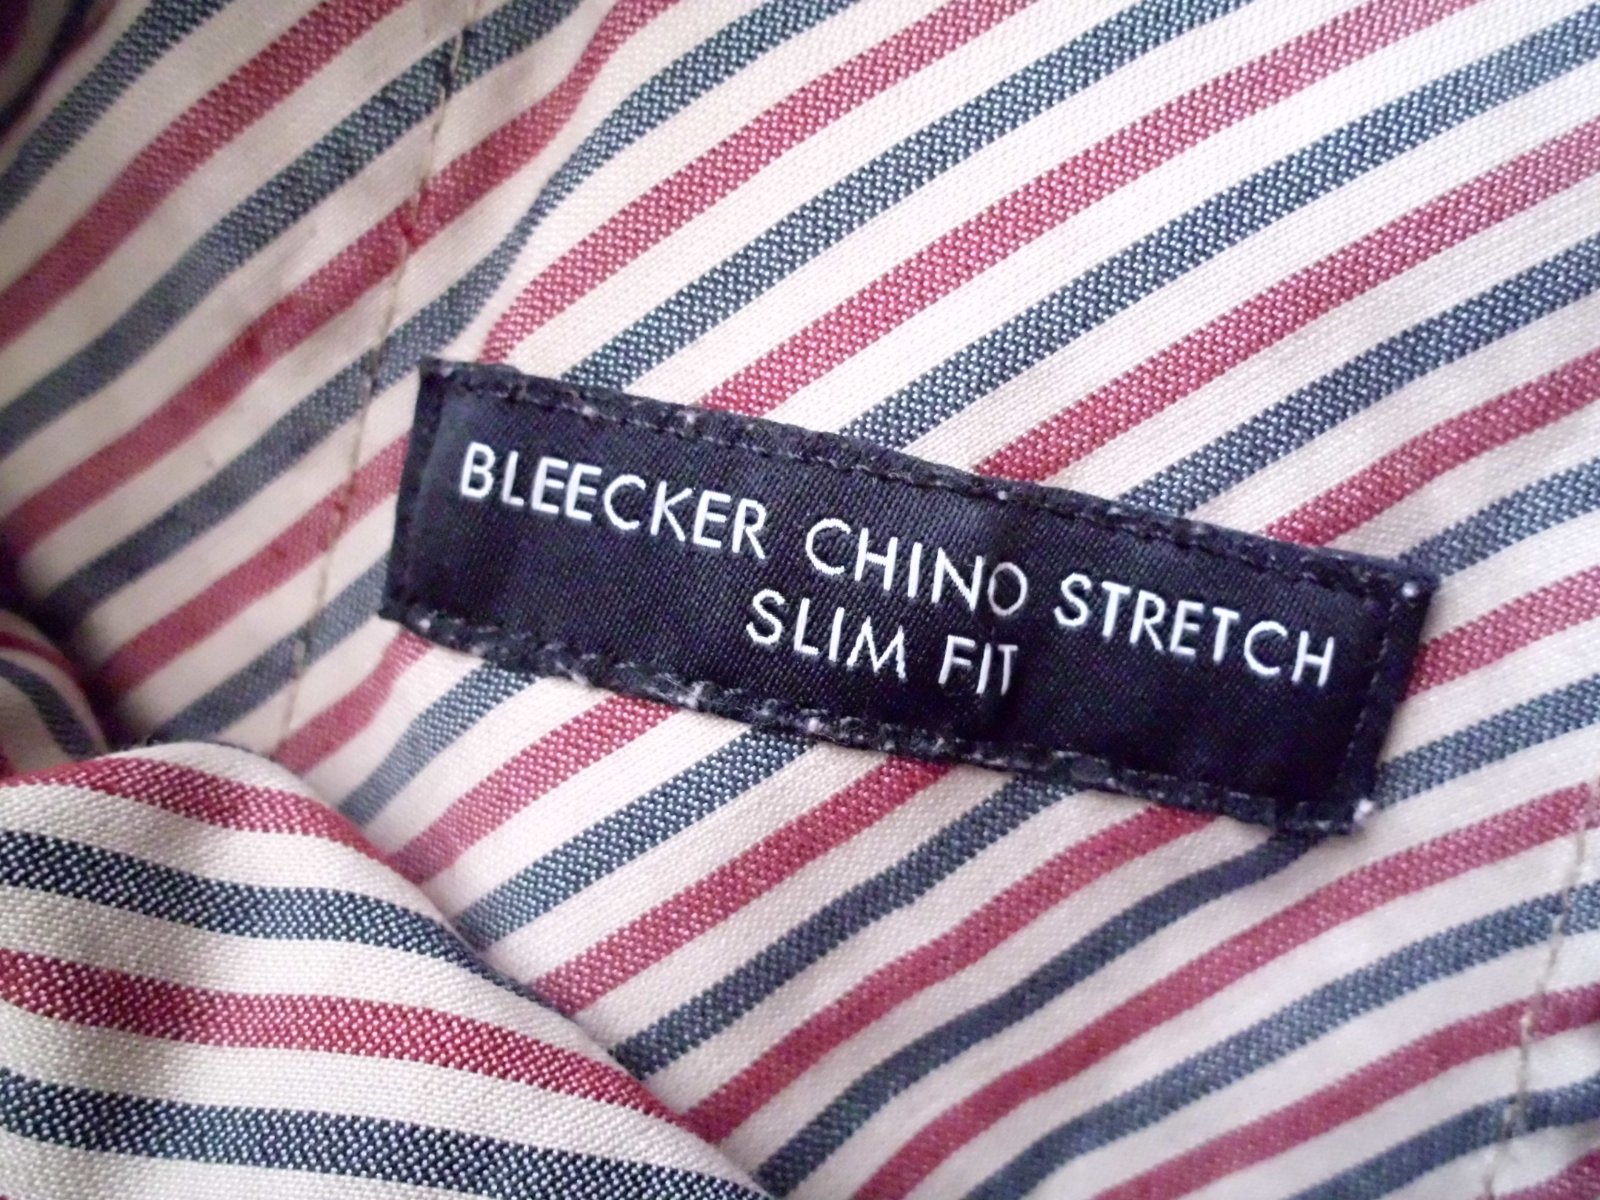 BLEECKER CHINO STRETCH
SLIM FIT